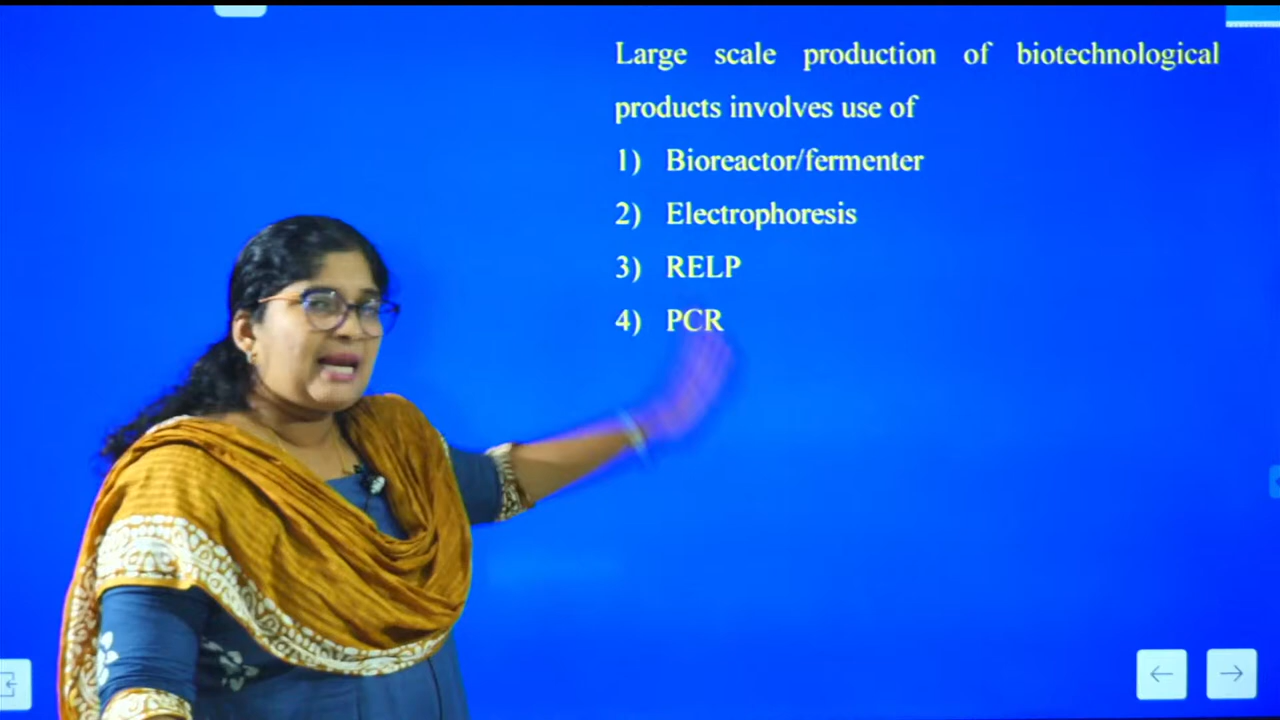 Large scale production of biotechnological
products involves use of
1) Bioreactor/fermenter
2) Electrophoresis
3) RELP
4) PCR